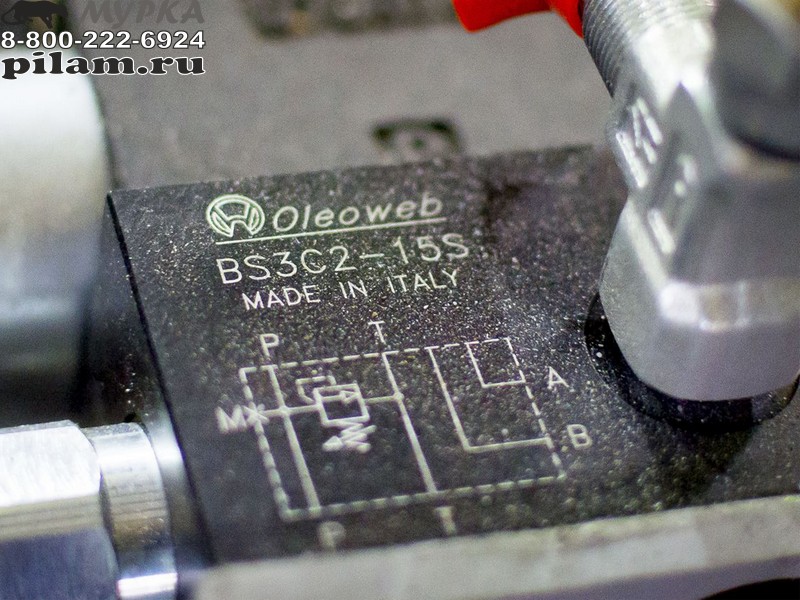 МУРКА
8-800-222-6924
pilam.ru
Oleoweb
BS3C2-15S
MADE IN ITALY
P T
A
M
B
P T